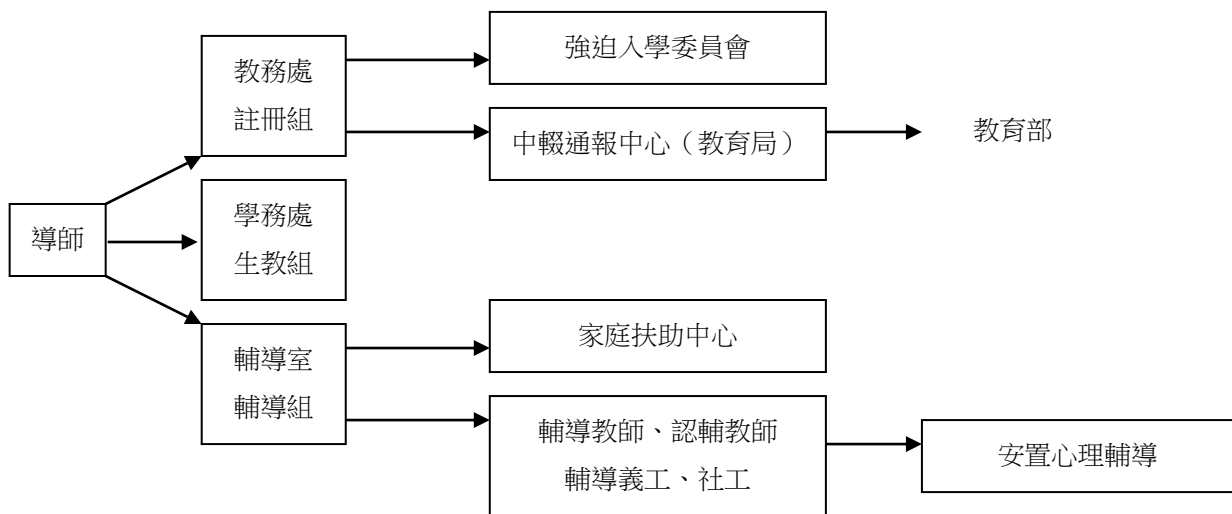 導師
教務處
註冊組
學務處
生教組
輔導室
輔導組
強迫入學委員會
中輟通報中心（教育局）
教育部
家庭扶助中心
輔導教師、認輔教師
輔導義工、社工
安置心理輔導